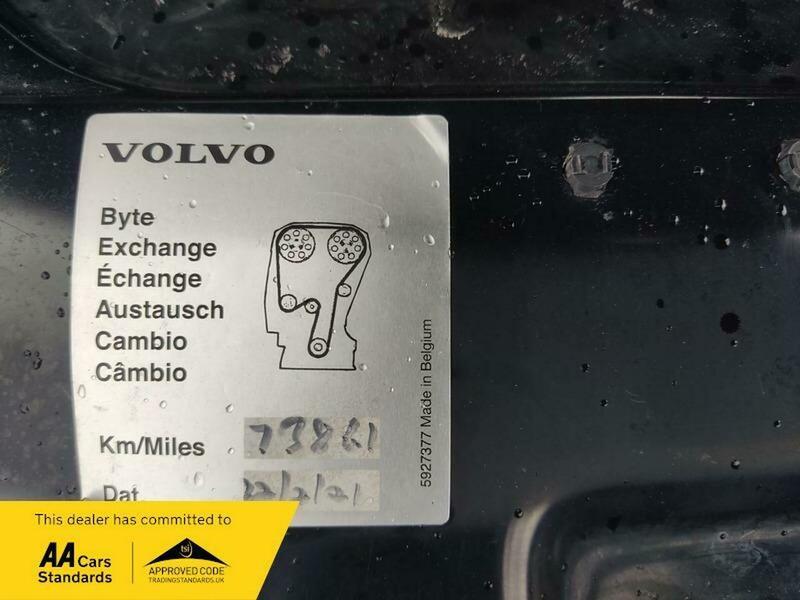 VOLVO
Byte
Exchange
Échange
Austausch
Cambio
Câmbio
Km/Miles 73861
Dat
5927377 Made in Belgium
This dealer has committed to
AA Cars
Standards
tsi
APPROVED CODE
TRADINGSTANDARDS.UK